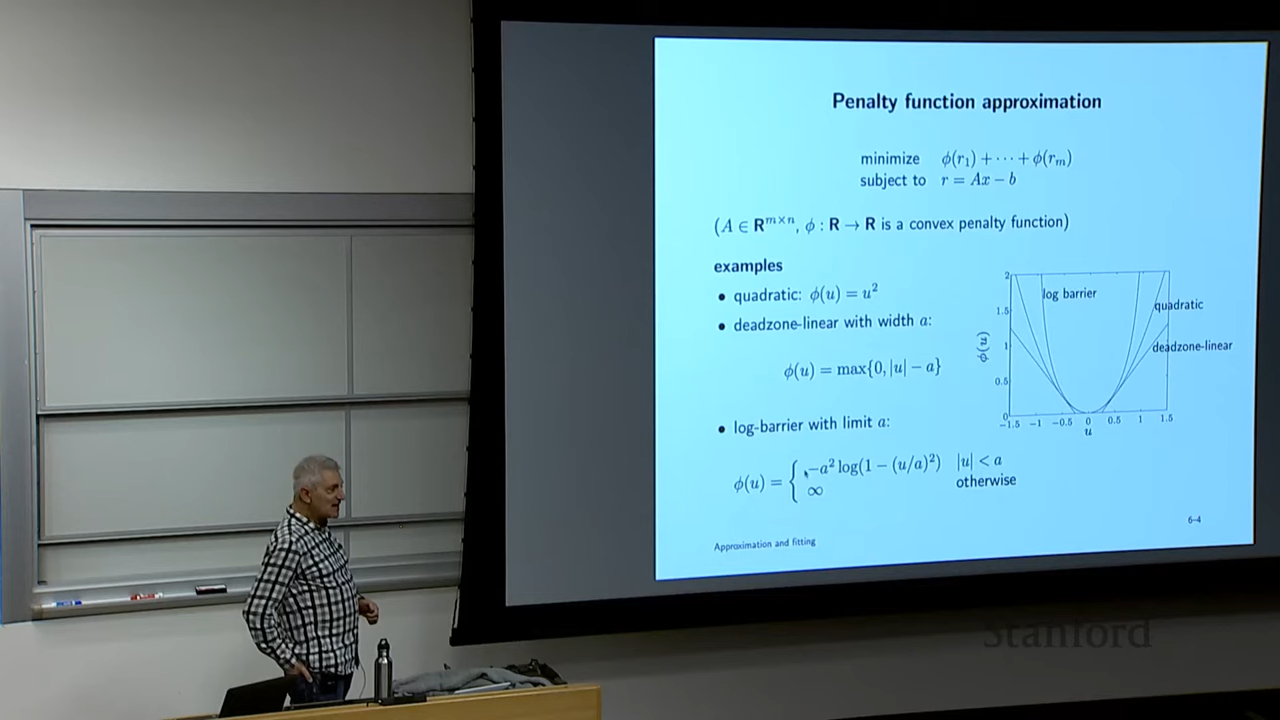 Penalty function approximation
minimize ϕ(r₁) + ⋯ + ϕ(rₘ)
subject to r = Ax − b
(A ∈ R^{m×n}, ϕ : R → R is a convex penalty function)
examples
• quadratic: ϕ(u) = u²
• deadzone-linear with width a:
ϕ(u) = max{0, |u| − a}
• log-barrier with limit a:
ϕ(u) = { −a² log(1 − (u/a)²) |u| < a
∞ otherwise
2
log barrier
quadratic
1.5
deadzone-linear
1
ϕ(u)
0.5
0
−1.5 −1 −0.5 0 0.5 1 1.5
u
6–4
Approximation and fitting
Stanford